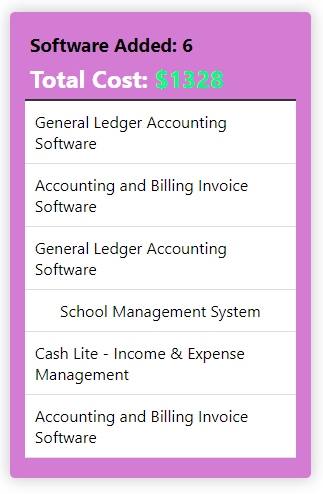 Software Added: 6
Total Cost: $1328
General Ledger Accounting
Software
Accounting and Billing Invoice
Software
General Ledger Accounting
Software
School Management System
Cash Lite - Income & Expense
Management
Accounting and Billing Invoice
Software